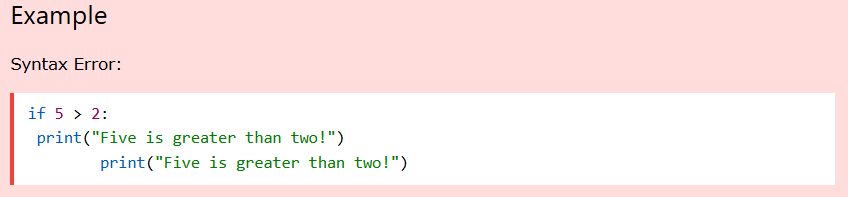 Example
Syntax Error:
if 5 > 2:
 print("Five is greater than two!")
        print("Five is greater than two!")